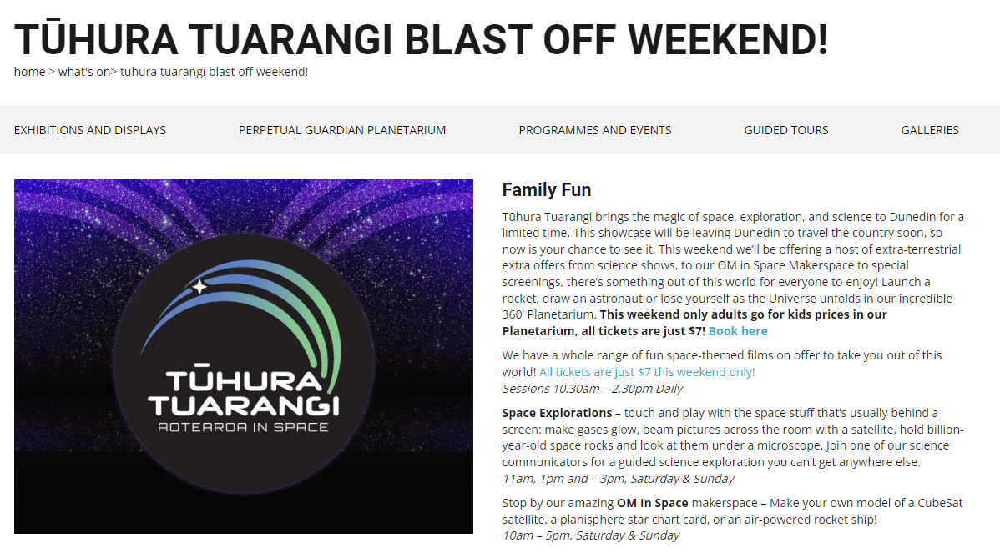 TŪHURA TUARANGI BLAST OFF WEEKEND!
home > what's on> tūhura tuarangi blast off weekend!
EXHIBITIONS AND DISPLAYS
PERPETUAL GUARDIAN PLANETARIUM
PROGRAMMES AND EVENTS
GUIDED TOURS
GALLERIES
TŪHURA
TUARANGI
AOTEAROA IN SPACE
Family Fun
Tūhura Tuarangi brings the magic of space, exploration, and science to Dunedin for a
limited time. This showcase will be leaving Dunedin to travel the country soon, so
now is your chance to see it. This weekend we'll be offering a host of extra-terrestrial
extra offers from science shows, to our OM in Space Makerspace to special
screenings, there's something out of this world for everyone to enjoy! Launch a
rocket, draw an astronaut or lose yourself as the Universe unfolds in our incredible
360' Planetarium. This weekend only adults go for kids prices in our
Planetarium, all tickets are just $7! Book here
We have a whole range of fun space-themed films on offer to take you out of this
world! All tickets are just $7 this weekend only!
Sessions 10.30am – 2.30pm Daily
Space Explorations – touch and play with the space stuff that's usually behind a
screen: make gases glow, beam pictures across the room with a satellite, hold billion-
year-old space rocks and look at them under a microscope. Join one of our science
communicators for a guided science exploration you can't get anywhere else.
11am, 1pm and – 3pm, Saturday & Sunday
Stop by our amazing OM In Space makerspace – Make your own model of a CubeSat
satellite, a planisphere star chart card, or an air-powered rocket ship!
10am – 5pm, Saturday & Sunday